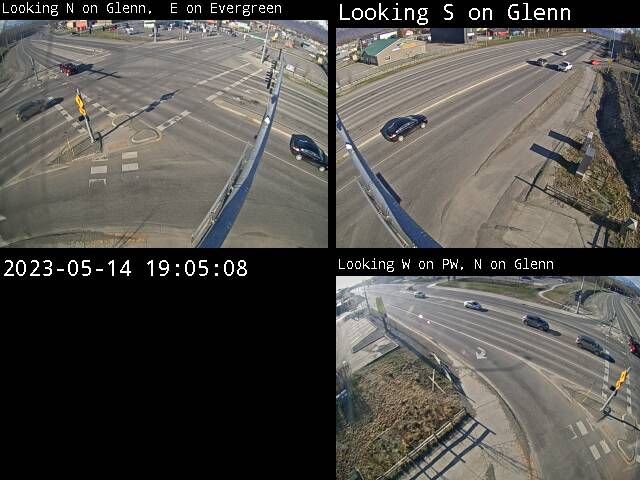 Looking N on Glenn,  E on Evergreen
Looking S on Glenn
2023-05-14 19:05:08
Looking W on PW, N on Glenn